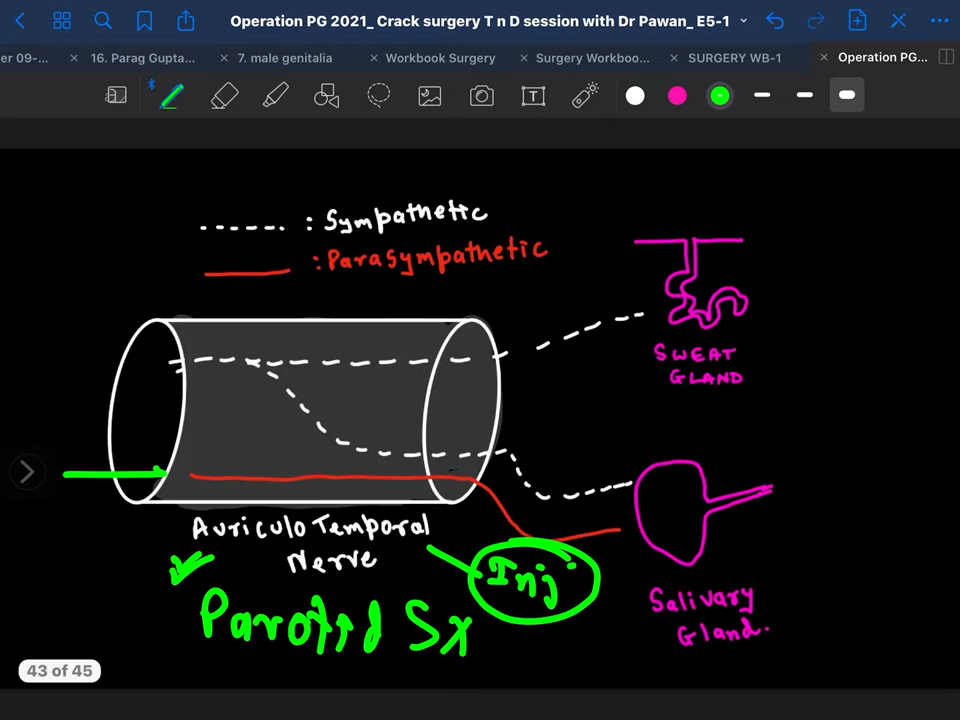 Operation PG 2021_ Crack surgery T n D session with Dr Pawan_ E5-1
er 09-...
16. Parag Gupta...
7. male genitalia
Workbook Surgery
Surgery Workboo...
SURGERY WB-1
Operation PG...
T
-----. : Sympathetic
: Parasympathetic
SWEAT
GLAND
Auriculo Temporal
Nerve
Inj
Parotid Sx
Salivary
Gland.
43 of 45